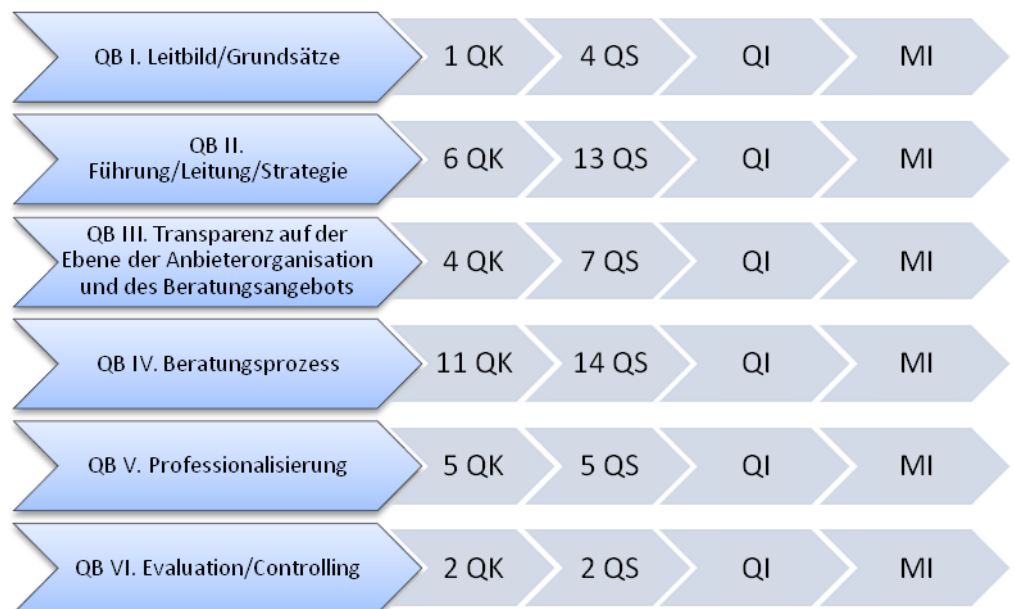 QB I. Leitbild/Grundsätze 1 QK 4 QS QI MI
QB II.
Führung/Leitung/Strategie 6 QK 13 QS QI MI
QB III. Transparenz auf der
Ebene der Anbieterorganisation 4 QK 7 QS QI MI
und des Beratungsangebots
QB IV. Beratungsprozess 11 QK 14 QS QI MI
QB V. Professionalisierung 5 QK 5 QS QI MI
QB VI. Evaluation/Controlling 2 QK 2 QS QI MI